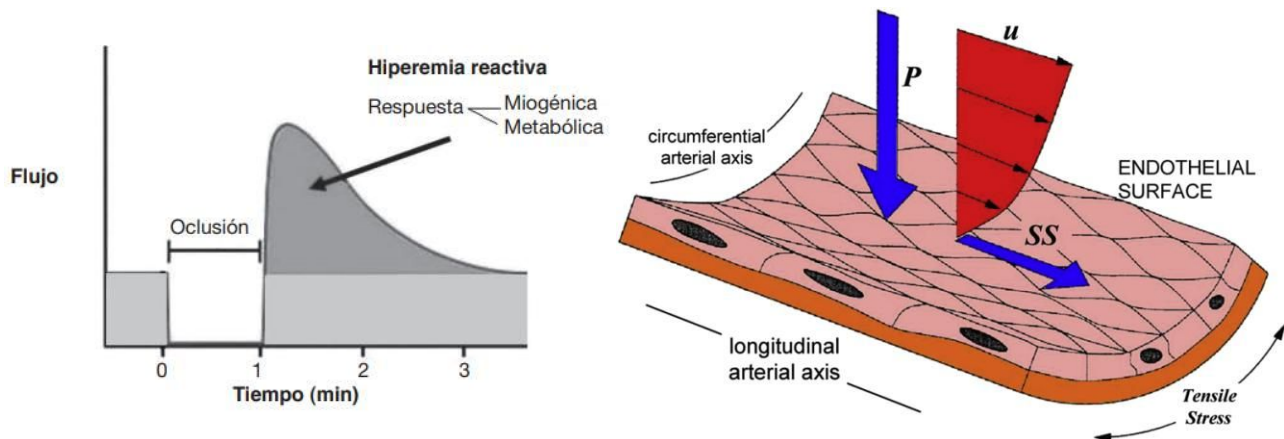 Hiperemia reactiva
Respuesta
Miogénica
Metabólica
Flujo
Oclusión
0
1
2
3
Tiempo (min)
P
u
circumferential
arterial axis
ENDOTHELIAL
SURFACE
SS
longitudinal
arterial axis
Tensile
Stress